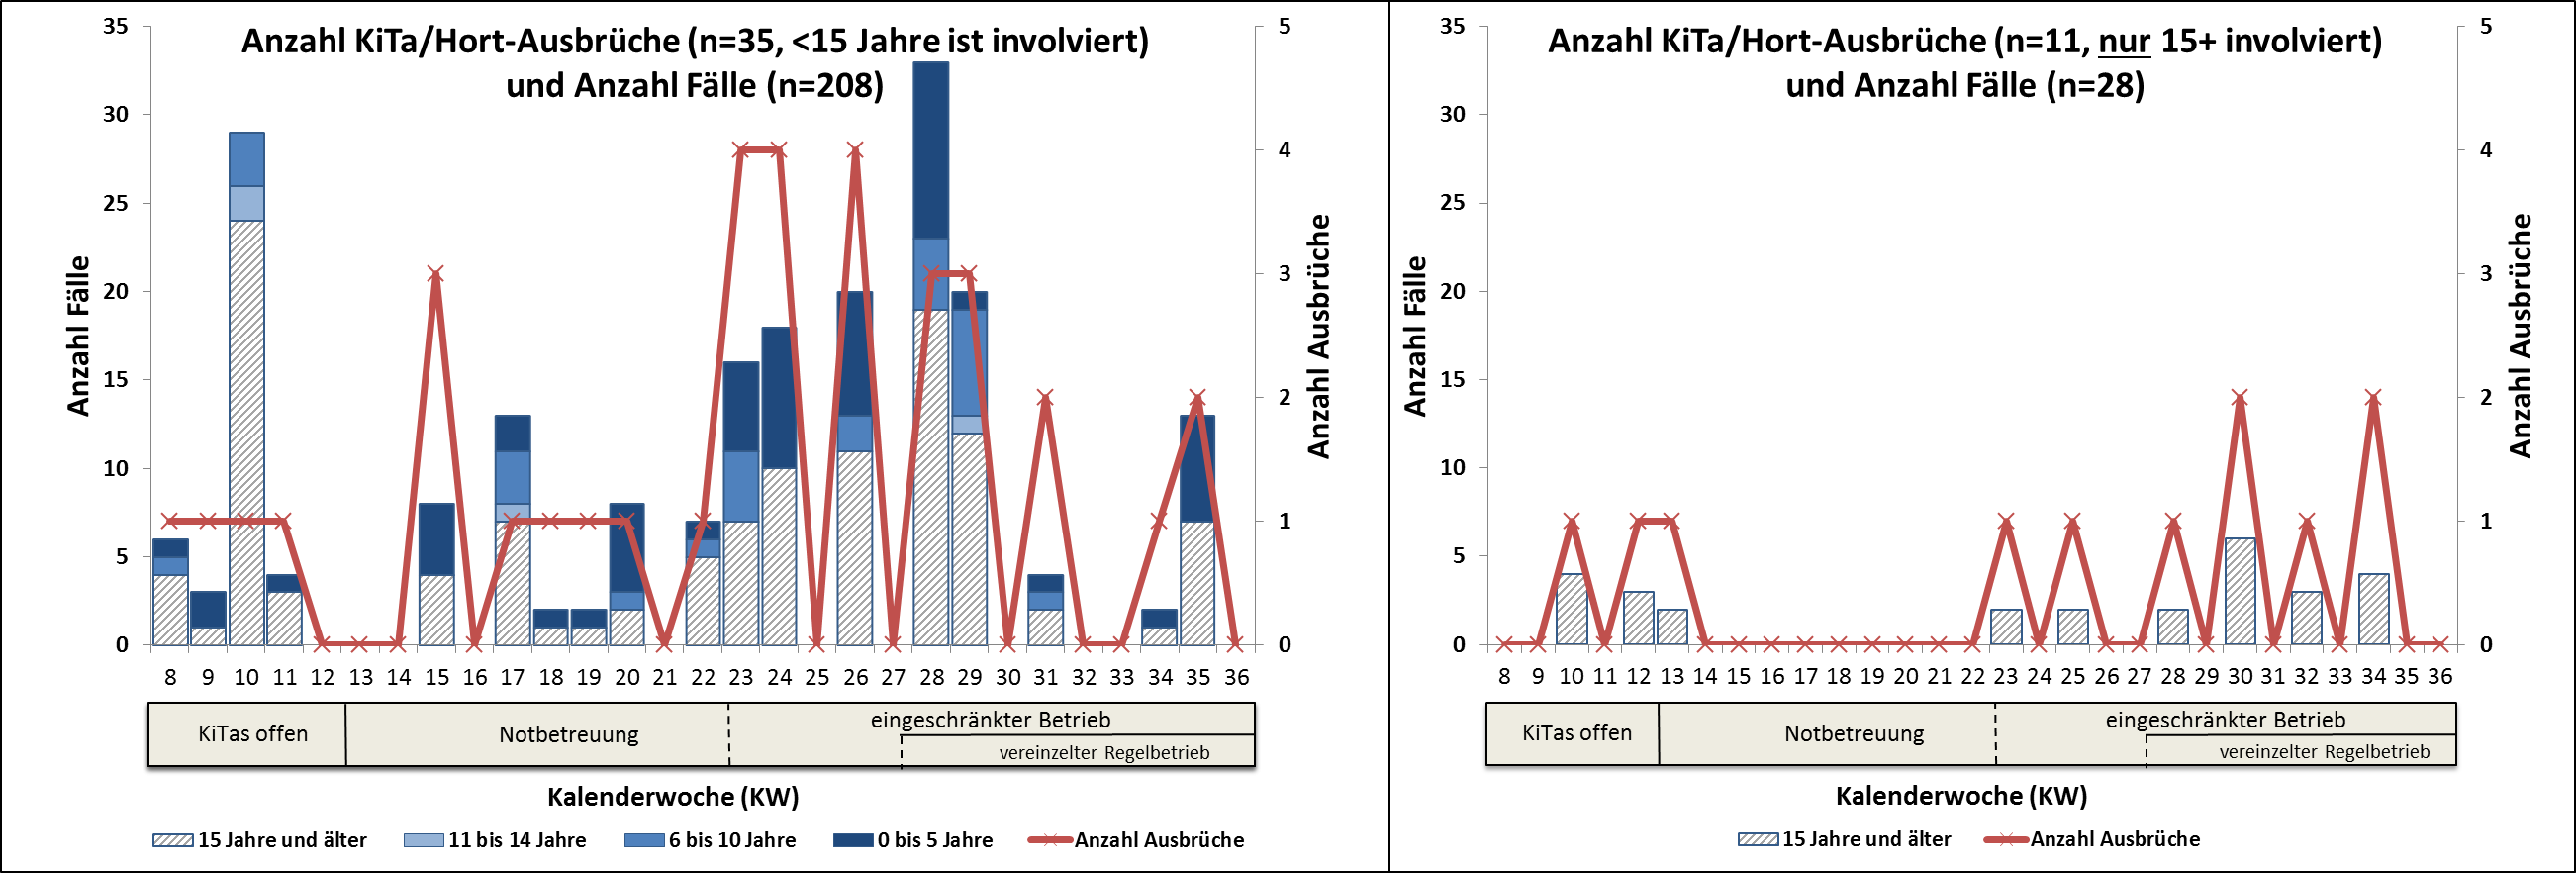 Anzahl KiTa/Hort-Ausbrüche (n=35, <15 Jahre ist involviert)
und Anzahl Fälle (n=208)
Anzahl Fälle
35
30
25
20
15
10
5
0
Anzahl Ausbrüche
5
4
3
2
1
0
8 9 10 11 12 13 14 15 16 17 18 19 20 21 22 23 24 25 26 27 28 29 30 31 32 33 34 35 36
KiTas offen
Notbetreuung
eingeschränkter Betrieb
vereinzelter Regelbetrieb
Kalenderwoche (KW)
15 Jahre und älter 11 bis 14 Jahre 6 bis 10 Jahre 0 bis 5 Jahre Anzahl Ausbrüche
Anzahl KiTa/Hort-Ausbrüche (n=11, nur 15+ involviert)
und Anzahl Fälle (n=28)
Anzahl Fälle
35
30
25
20
15
10
5
0
Anzahl Ausbrüche
5
4
3
2
1
0
8 9 10 11 12 13 14 15 16 17 18 19 20 21 22 23 24 25 26 27 28 29 30 31 32 33 34 35 36
KiTas offen
Notbetreuung
eingeschränkter Betrieb
vereinzelter Regelbetrieb
Kalenderwoche (KW)
15 Jahre und älter Anzahl Ausbrüche